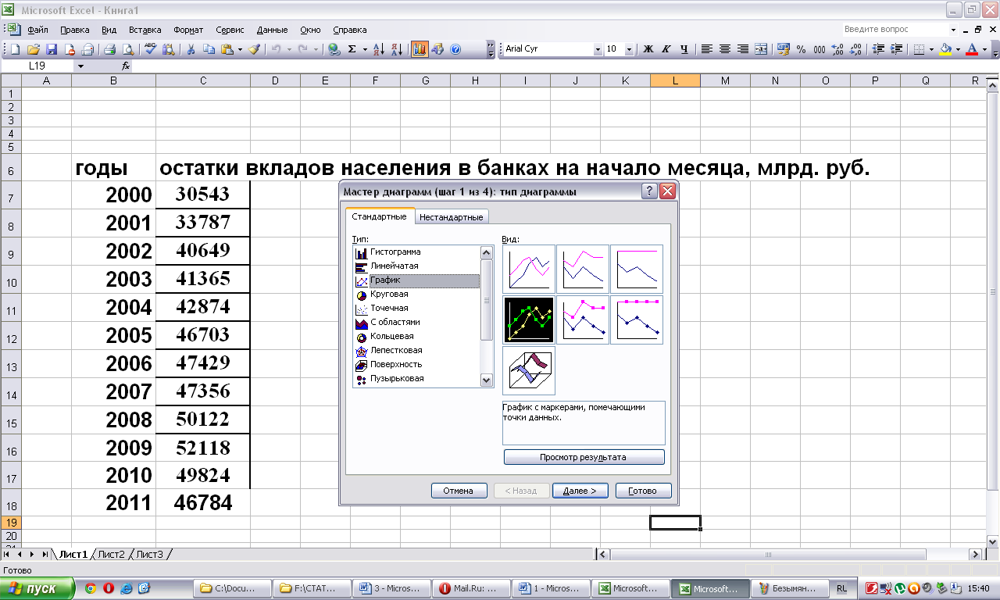 Microsoft Excel - Книга1
Файл Правка Вид Вставка Формат Сервис Данные Окно Справка Введите вопрос
Arial Cyr 10 Ж К Ч % 000
L19 fx
A B C D E F G H I J K L M N O P Q R
1
2
3
4
5
6 годы остатки вкладов населения в банках на начало месяца, млрд. руб.
7 2000 30543
8 2001 33787
9 2002 40649
10 2003 41365
11 2004 42874
12 2005 46703
13 2006 47429
14 2007 47356
15 2008 50122
16 2009 52118
17 2010 49824
18 2011 46784
19
20
Мастер диаграмм (шаг 1 из 4): тип диаграммы
Стандартные Нестандартные
Тип: Вид:
Гистограмма
Линейчатая
График
Круговая
Точечная
С областями
Кольцевая
Лепестковая
Поверхность
Пузырьковая
График с маркерами, помечающими
точки данных.
Просмотр результата
Отмена < Назад Далее > Готово
Лист1 Лист2 Лист3
Готово
пуск C:\Docu... F:\СТАТ... 3 - Micros... Mail.Ru: ... 1 - Micros... Microsoft... Microsoft... Безымян... RL 15:40